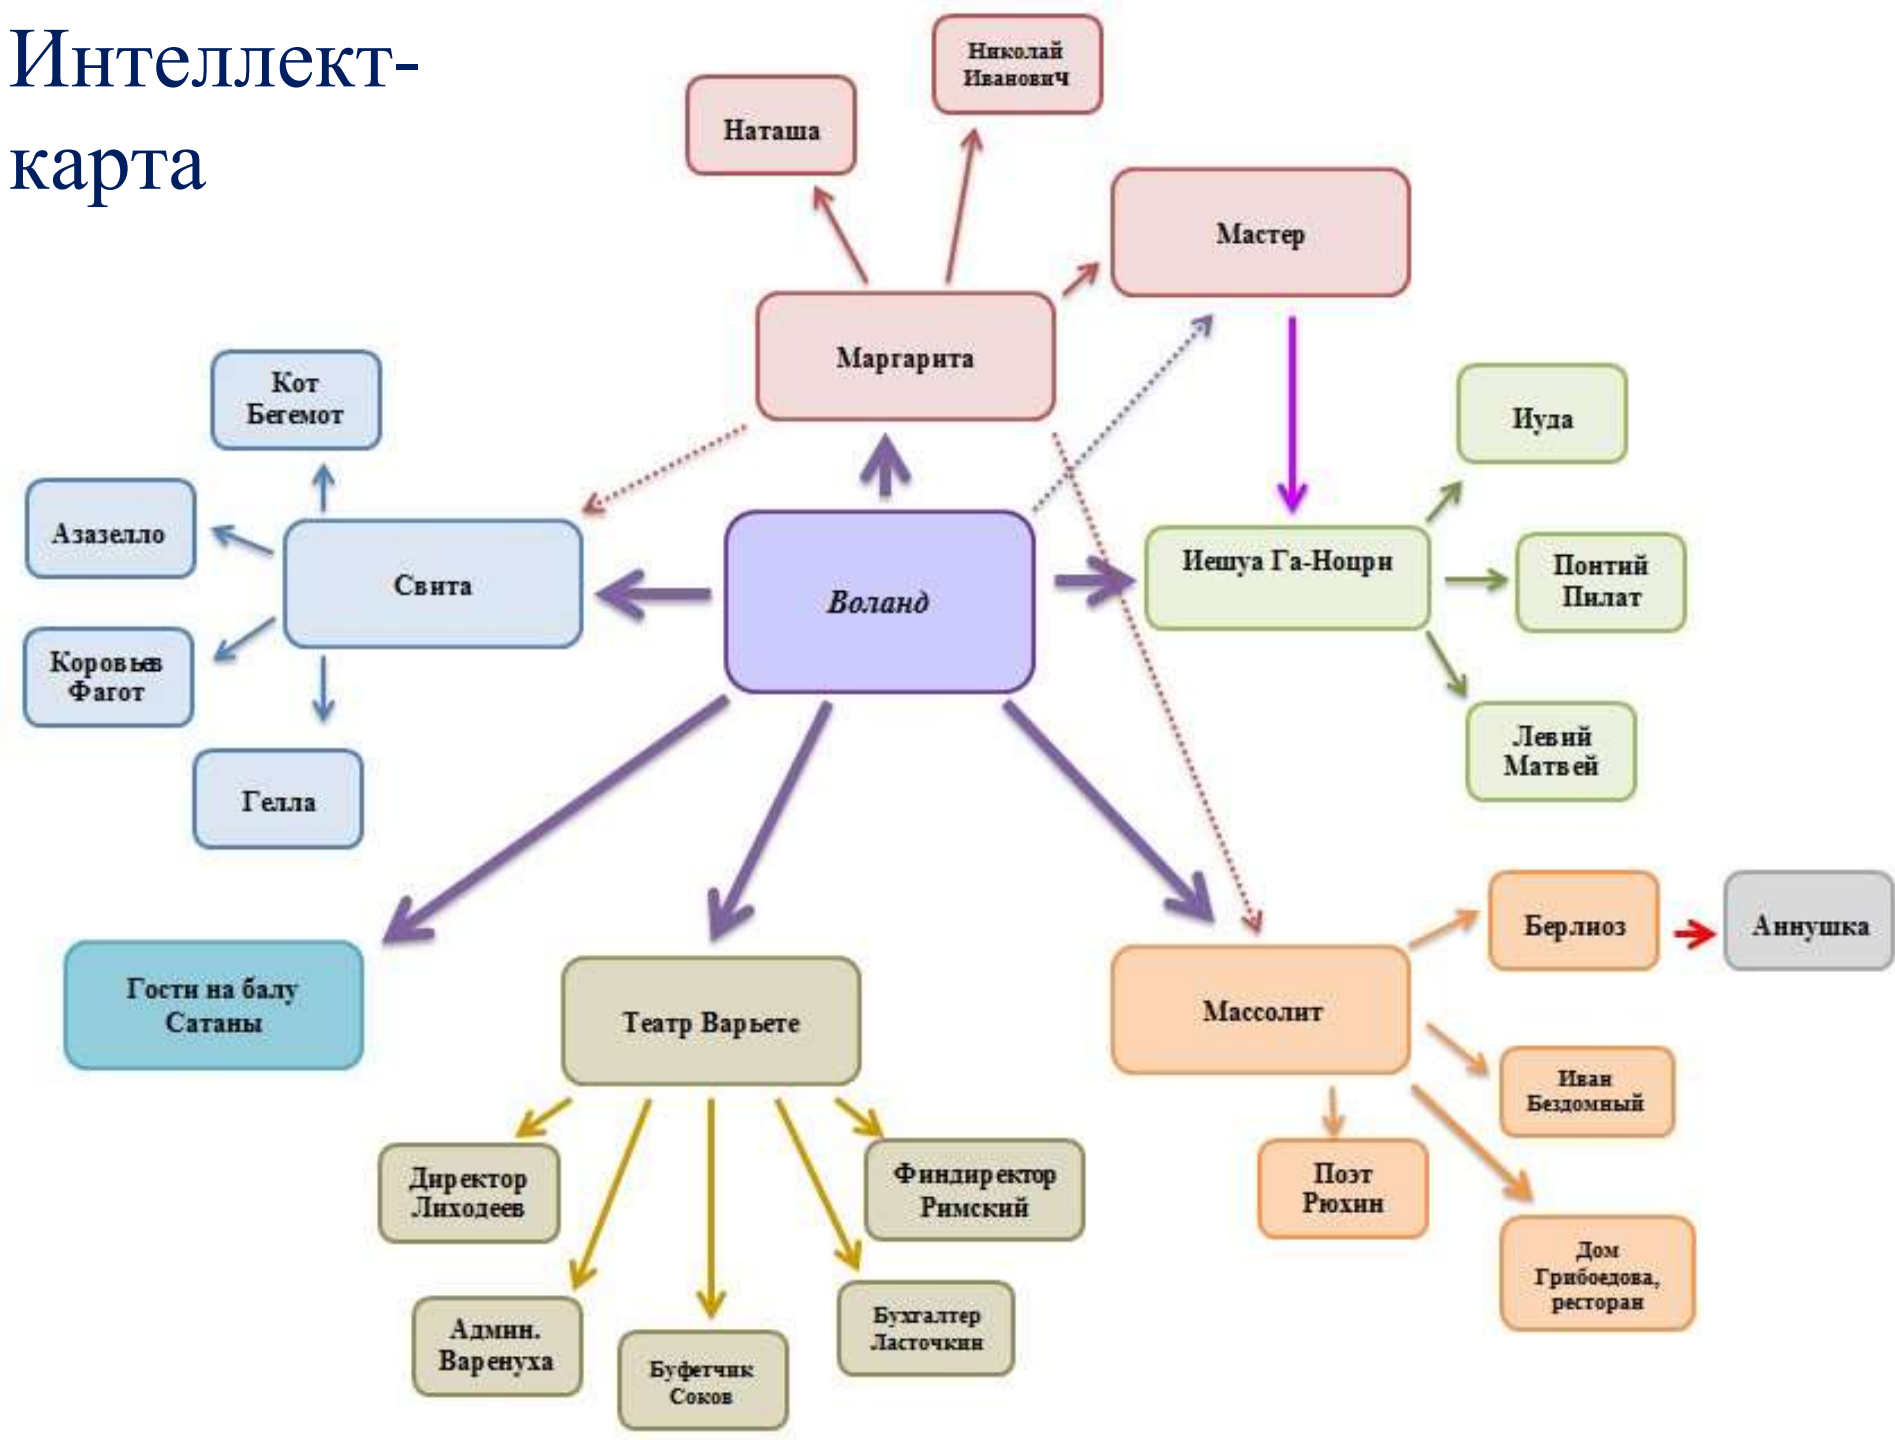 Интеллект-
карта
Николай
Иванович
Наташа
Мастер
Маргарита
Кот
Бегемот
Иуда
Азазелло
Свита
Воланд
Иешуа Га-Ноцри
Понтий
Пилат
Коровьев
Фагот
Левий
Матвей
Гелла
Берлиоз
Аннушка
Гости на балу
Сатаны
Театр Варьете
Массолит
Иван
Бездомный
Директор
Лиходеев
Финдиректор
Римский
Поэт
Рюхин
Дом
Грибоедова,
ресторан
Админ.
Варенуха
Буфетчик
Соков
Бухгалтер
Ласточкин